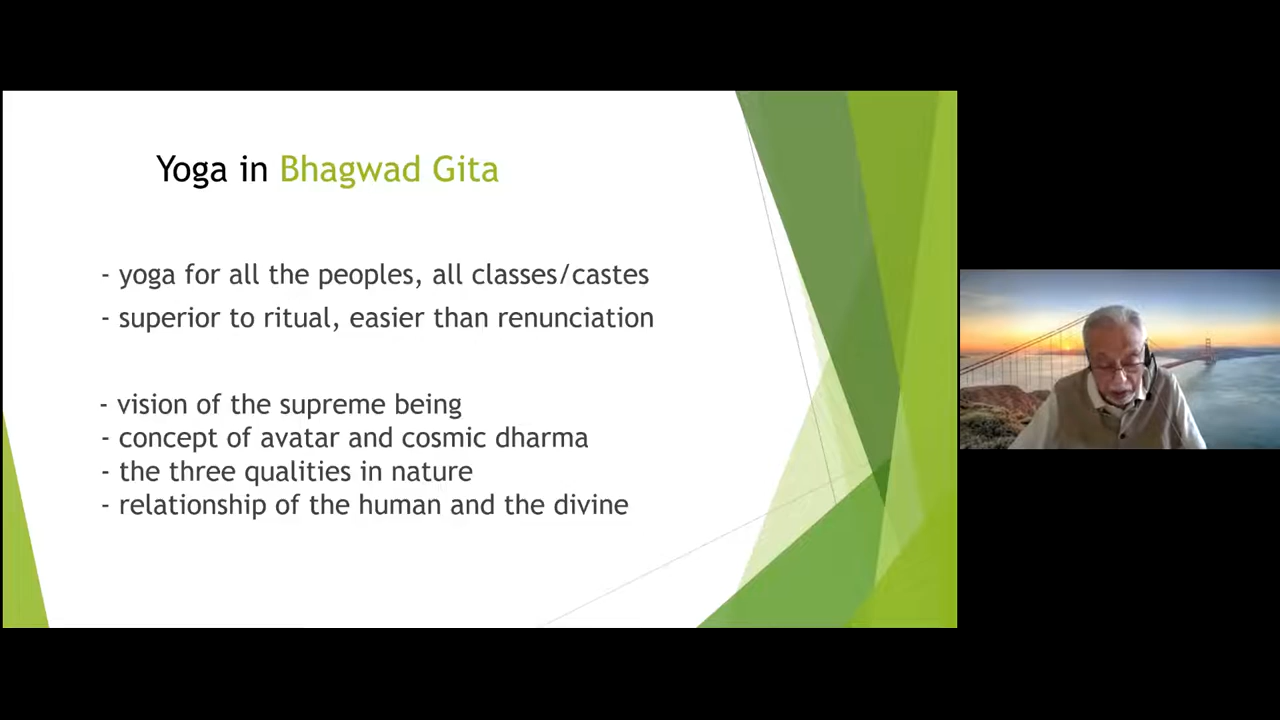 Yoga in Bhagwad Gita
- yoga for all the peoples, all classes/castes
- superior to ritual, easier than renunciation
- vision of the supreme being
- concept of avatar and cosmic dharma
- the three qualities in nature
- relationship of the human and the divine